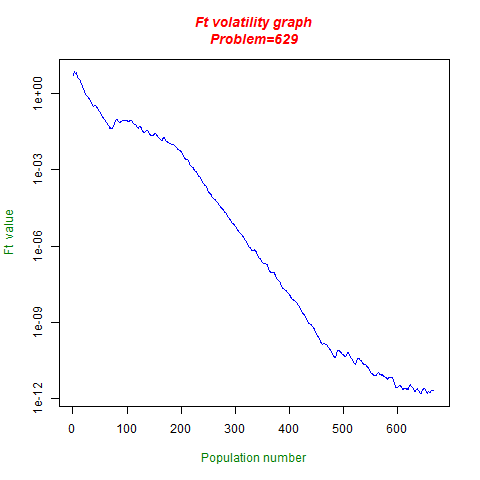 Ft volatility graph
Problem=629
1e+00
1e-03
1e-06
1e-09
1e-12
Ft value
0 100 200 300 400 500 600
Population number